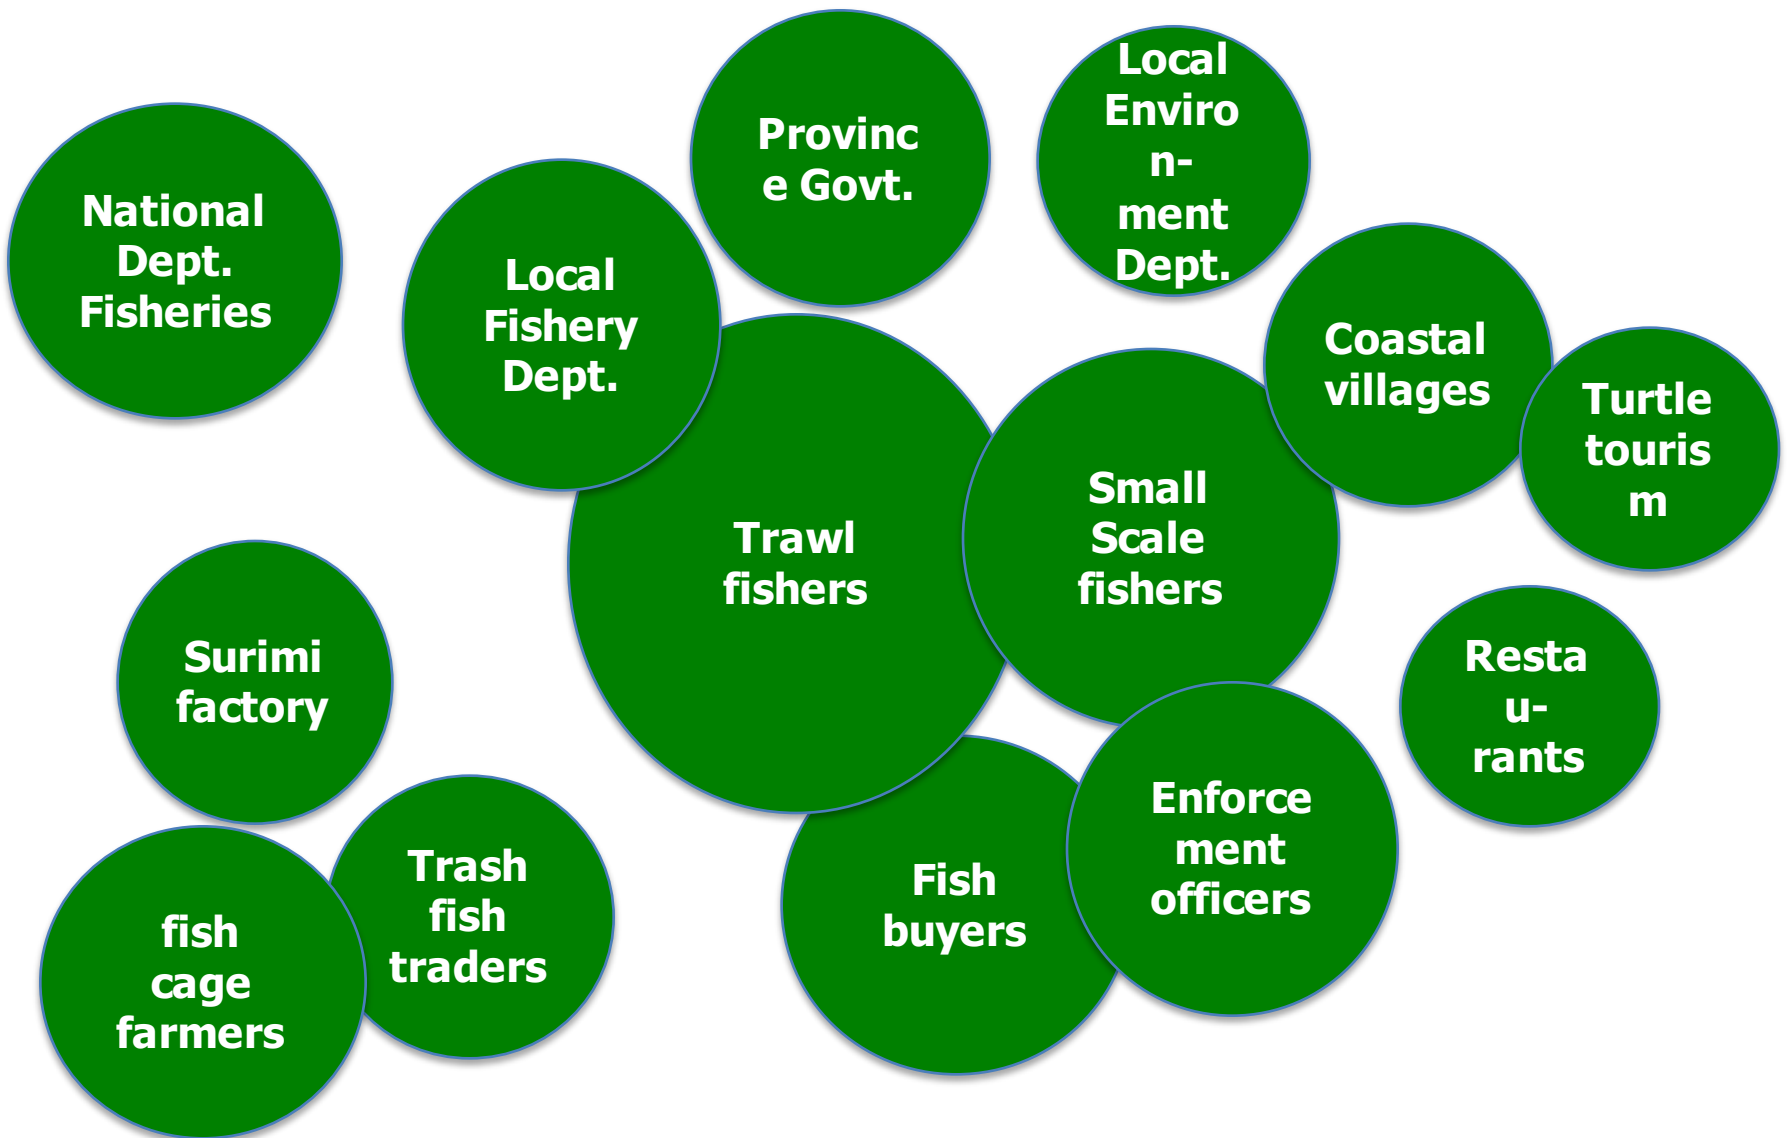 National
Dept.
Fisheries
Local
Fishery
Dept.
Provinc
e Govt.
Local
Enviro
n-
ment
Dept.
Coastal
villages
Turtle
touris
m
Trawl
fishers
Small
Scale
fishers
Surimi
factory
Resta
u-
rants
fish
cage
farmers
Trash
fish
traders
Fish
buyers
Enforce
ment
officers